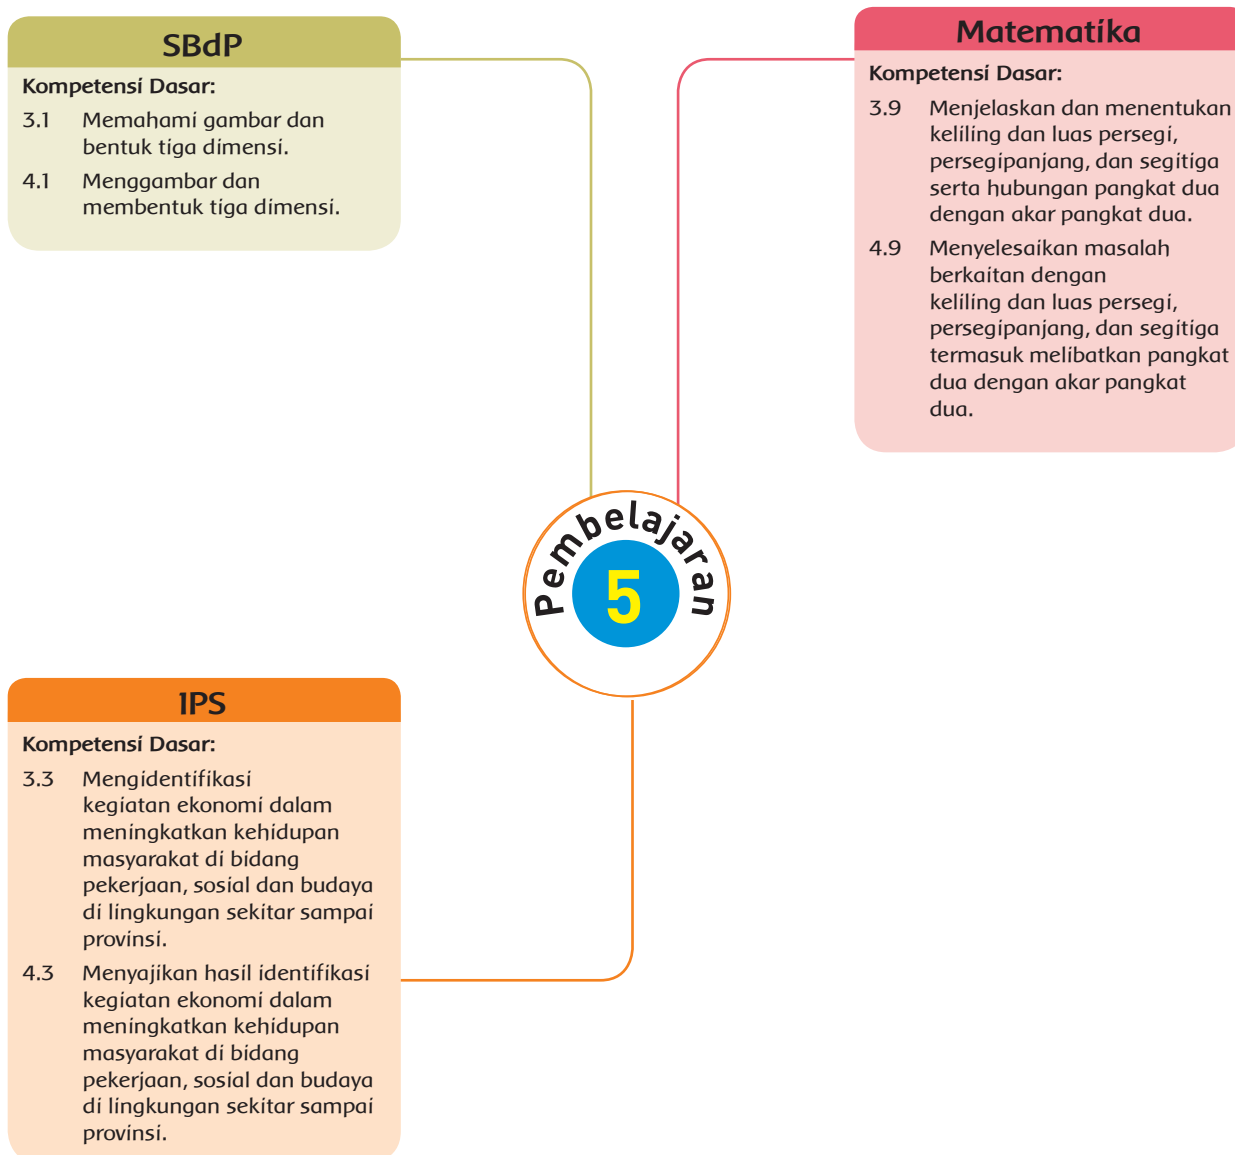 SBdP
Kompetensi Dasar:
3.1 Memahami gambar dan
bentuk tiga dimensi.
4.1 Menggambar dan
membentuk tiga dimensi.
Matematika
Kompetensi Dasar:
3.9 Menjelaskan dan menentukan
keliling dan luas persegi,
persegipanjang, dan segitiga
serta hubungan pangkat dua
dengan akar pangkat dua.
4.9 Menyelesaikan masalah
berkaitan dengan
keliling dan luas persegi,
persegipanjang, dan segitiga
termasuk melibatkan pangkat
dua dengan akar pangkat
dua.
Pembelajaran
5
IPS
Kompetensi Dasar:
3.3 Mengidentifikasi
kegiatan ekonomi dalam
meningkatkan kehidupan
masyarakat di bidang
pekerjaan, sosial dan budaya
di lingkungan sekitar sampai
provinsi.
4.3 Menyajikan hasil identifikasi
kegiatan ekonomi dalam
meningkatkan kehidupan
masyarakat di bidang
pekerjaan, sosial dan budaya
di lingkungan sekitar sampai
provinsi.